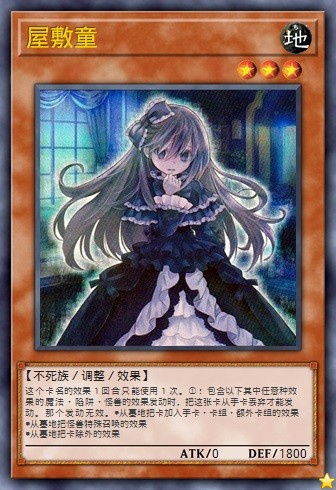 屋敷童
地
【不死族／调整／效果】
这个卡名的效果1回合只能使用1次。①：包含以下其中任意种效
果的魔法·陷阱·怪兽的效果发动时，把这张卡从手卡丢弃才能发
动。那个发动无效。*从墓地把卡加入手卡·卡组·额外卡组的效果
*从墓地把怪兽特殊召唤的效果
*从墓地把卡除外的效果
ATK/0 DEF/1800